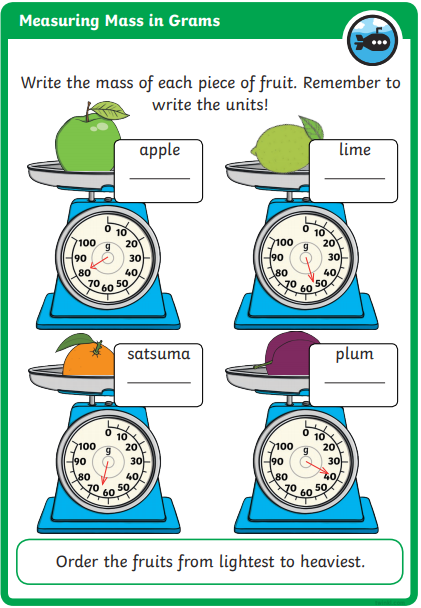 Measuring Mass in Grams
Write the mass of each piece of fruit. Remember to
write the units!
apple
0 10
100 20
g
90 30
80 40
70 60 50
lime
0 10
100 20
g
90 30
80 40
70 60 50
satsuma
0 10
100 20
g
90 30
80 40
70 60 50
plum
0 10
100 20
g
90 30
80 40
70 60 50
Order the fruits from lightest to heaviest.